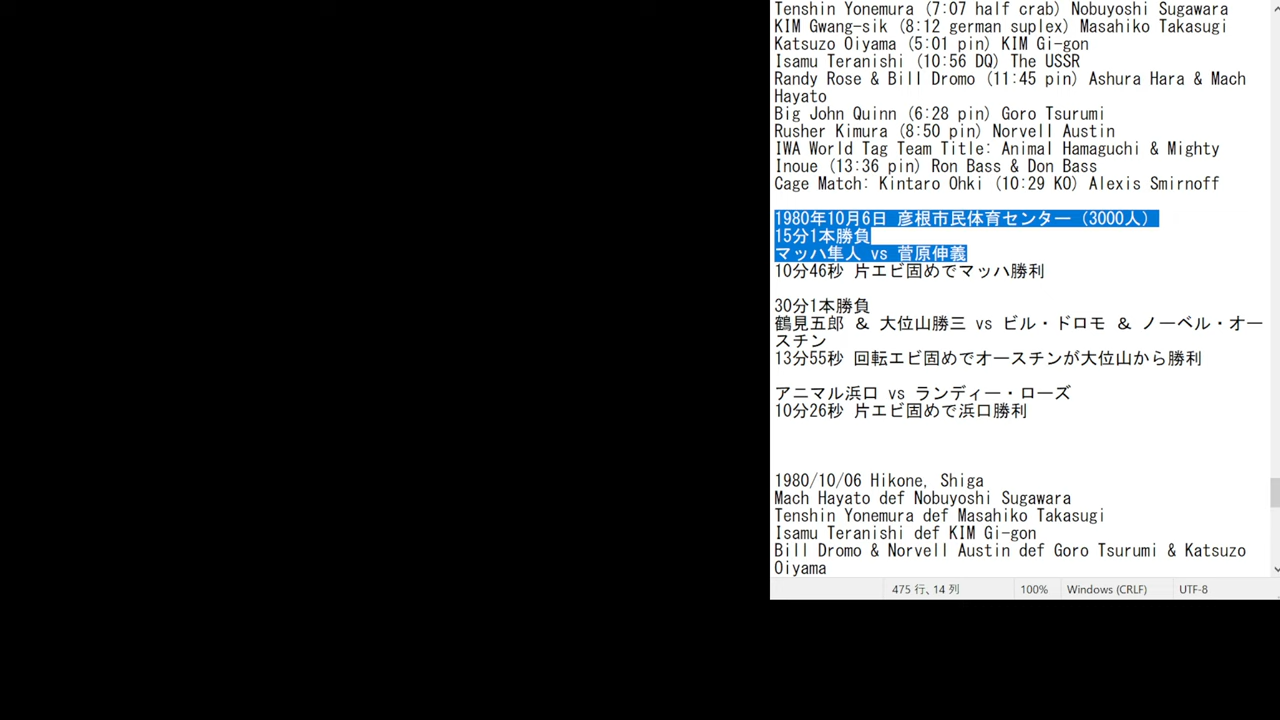 Tenshin Yonemura (7:07 half crab) Nobuyoshi Sugawara
KIM Gwang-sik (8:12 german suplex) Masahiko Takasugi
Katsuzo Oiyama (5:01 pin) KIM Gi-gon
Isamu Teranishi (10:56 DQ) The USSR
Randy Rose & Bill Dromo (11:45 pin) Ashura Hara & Mach
Hayato
Big John Quinn (6:28 pin) Goro Tsurumi
Rusher Kimura (8:50 pin) Norvell Austin
IWA World Tag Team Title: Animal Hamaguchi & Mighty
Inoue (13:36 pin) Ron Bass & Don Bass
Cage Match: Kintaro Ohki (10:29 KO) Alexis Smirnoff
1980年10月6日 彦根市民体育センター（3000人）
15分1本勝負
マッハ隼人 vs 菅原伸義
10分46秒 片エビ固めでマッハ勝利
30分1本勝負
鶴見五郎 ＆ 大位山勝三 vs ビル・ドロモ ＆ ノーベル・オー
スチン
13分55秒 回転エビ固めでオースチンが大位山から勝利
アニマル浜口 vs ランディー・ローズ
10分26秒 片エビ固めで浜口勝利
1980/10/06 Hikone, Shiga
Mach Hayato def Nobuyoshi Sugawara
Tenshin Yonemura def Masahiko Takasugi
Isamu Teranishi def KIM Gi-gon
Bill Dromo & Norvell Austin def Goro Tsurumi & Katsuzo
Oiyama
475 行、14 列 100% Windows (CRLF) UTF-8